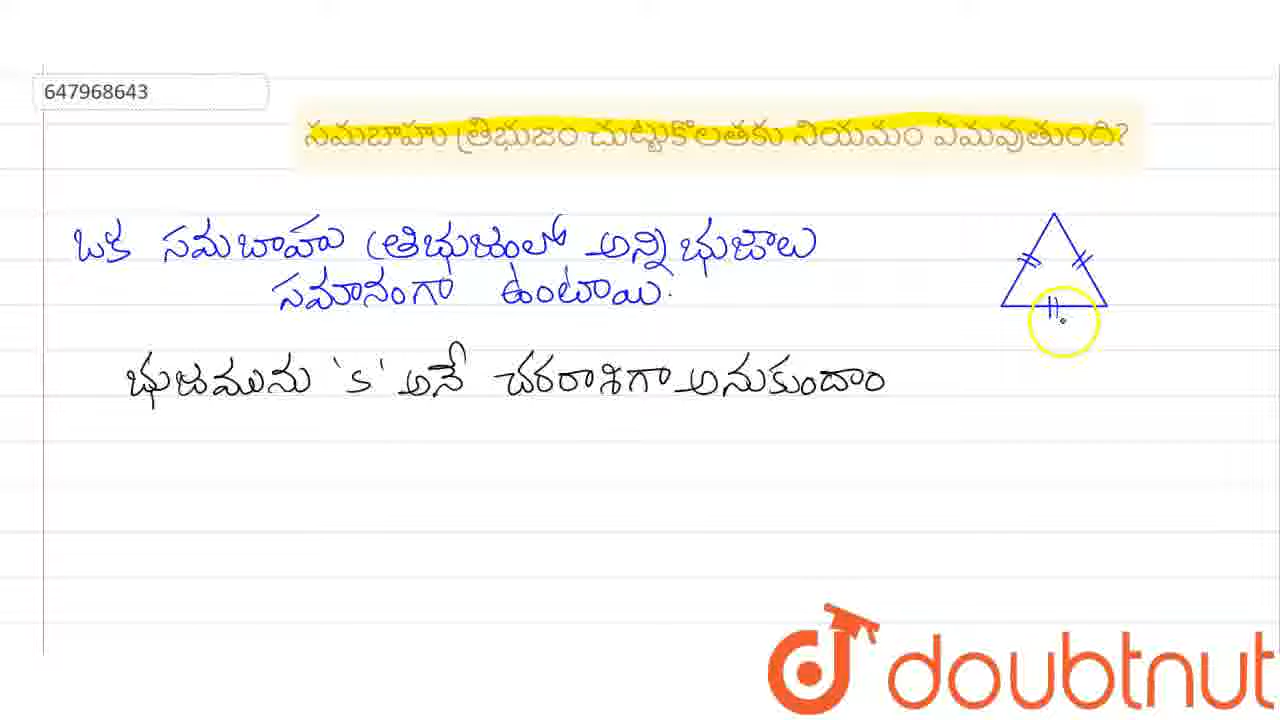 647968643
సమబాహు త్రిభుజం చుట్టుకొలతకు నియమం ఏమవుతుంది?
ఒక సమబాహు త్రిభుజంలో అన్ని భుజాలు
సమానంగా ఉంటాయి.
భుజమును 's' అనే చరరాశిగా అనుకుందాం
doubtnut